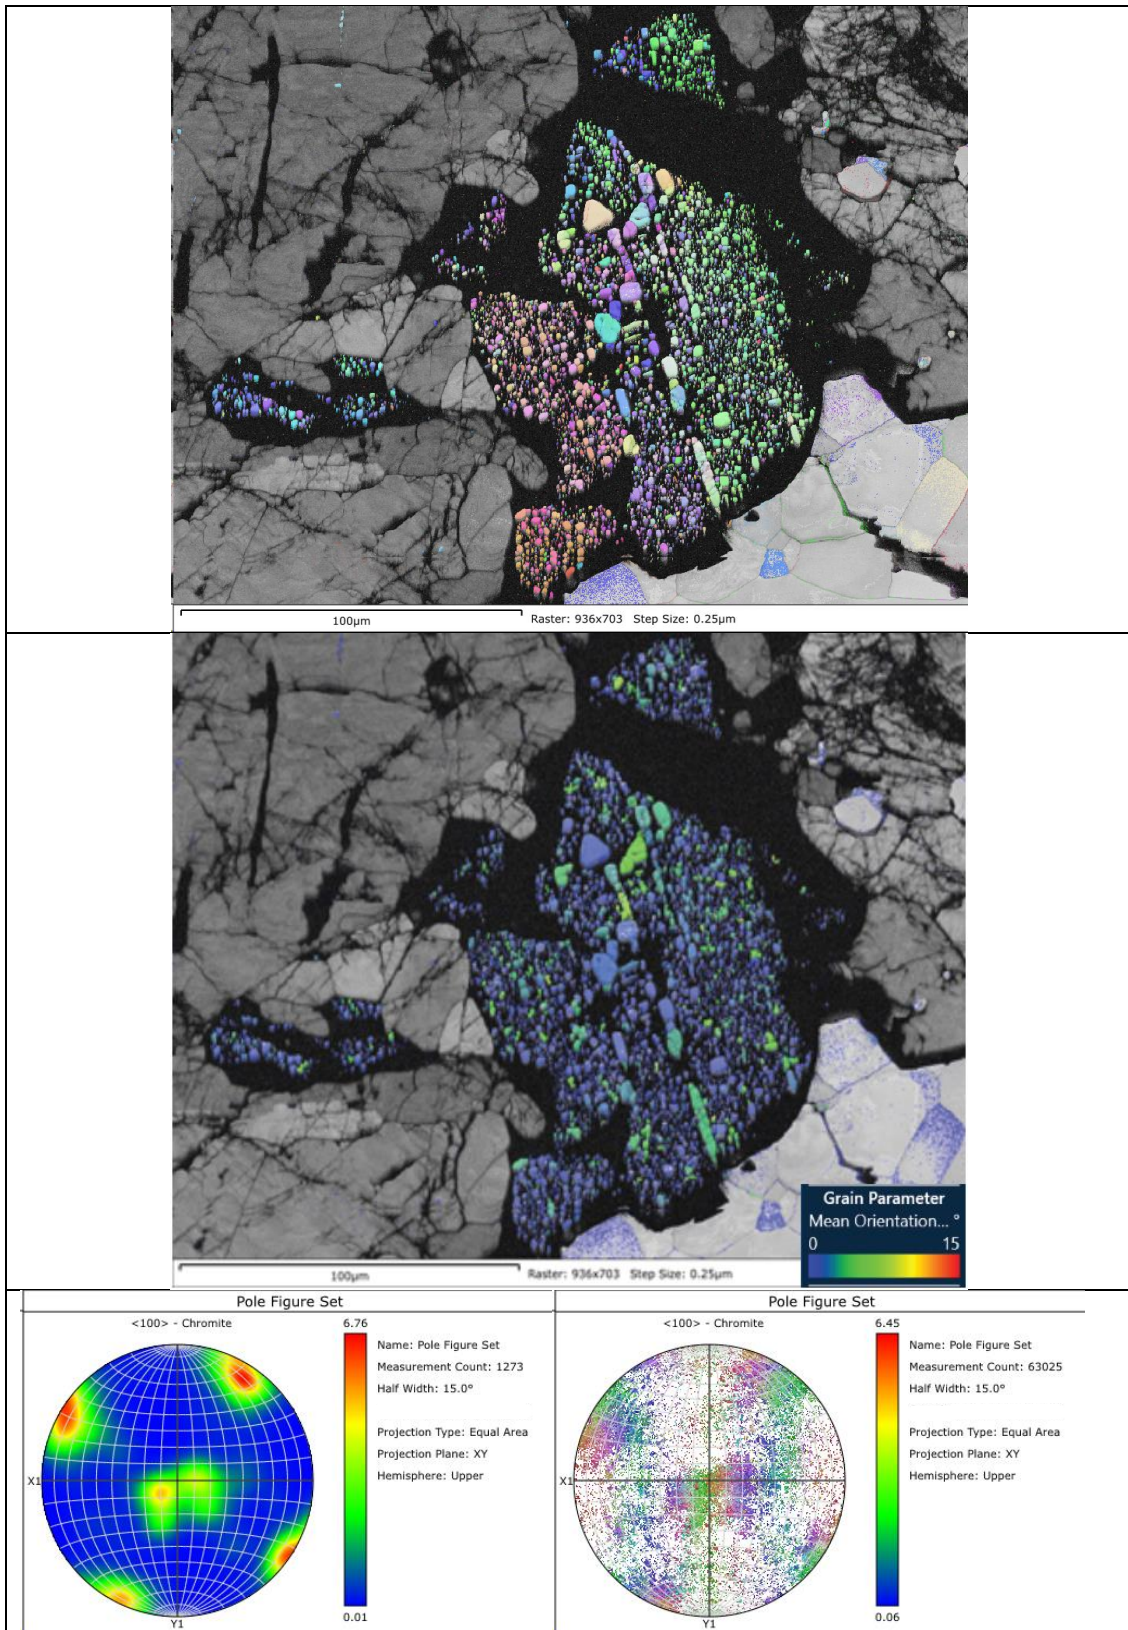 100µm Raster: 936x703 Step Size: 0.25µm
Grain Parameter
Mean Orientation... °
0 15
100µm Raster: 936x703 Step Size: 0.25µm
Pole Figure Set
<100> - Chromite
6.76
Name: Pole Figure Set
Measurement Count: 1273
Half Width: 15.0°
Projection Type: Equal Area
Projection Plane: XY
Hemisphere: Upper
X1
Y1
0.01
Pole Figure Set
<100> - Chromite
6.45
Name: Pole Figure Set
Measurement Count: 63025
Half Width: 15.0°
Projection Type: Equal Area
Projection Plane: XY
Hemisphere: Upper
X1
Y1
0.06